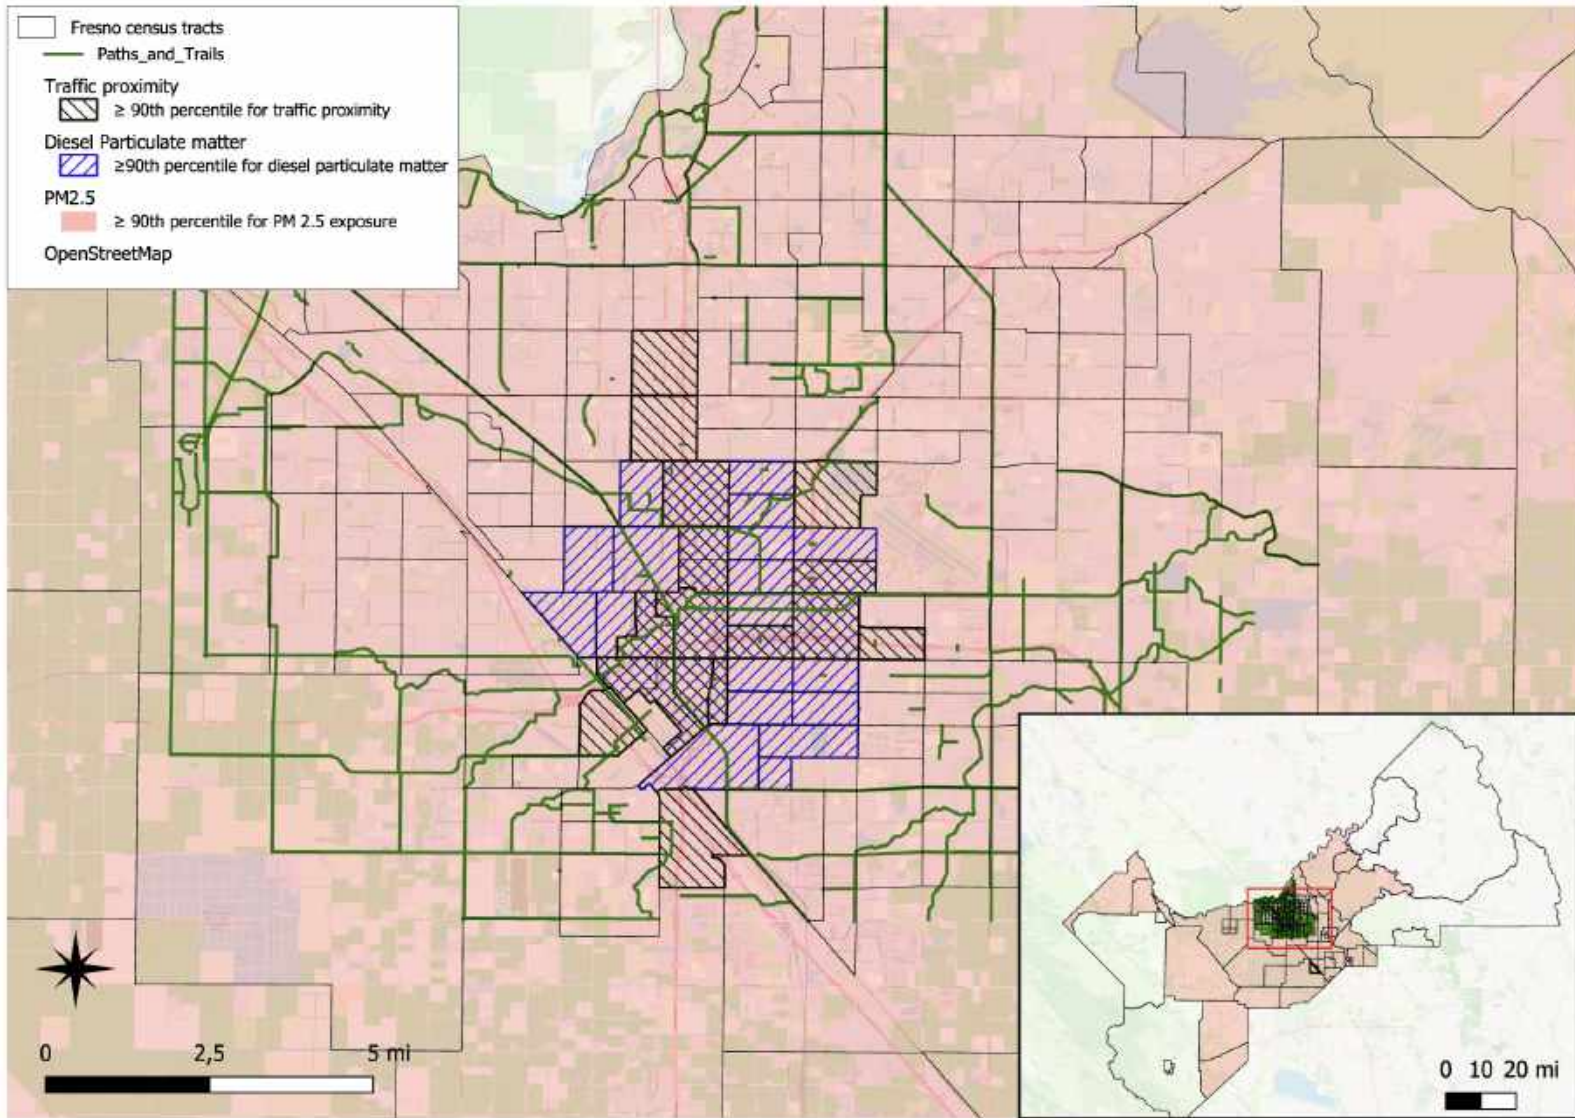 Fresno census tracts
Paths_and_Trails
Traffic proximity
≥ 90th percentile for traffic proximity
Diesel Particulate matter
≥90th percentile for diesel particulate matter
PM2.5
≥ 90th percentile for PM 2.5 exposure
OpenStreetMap
0 2,5 5 mi
0 10 20 mi